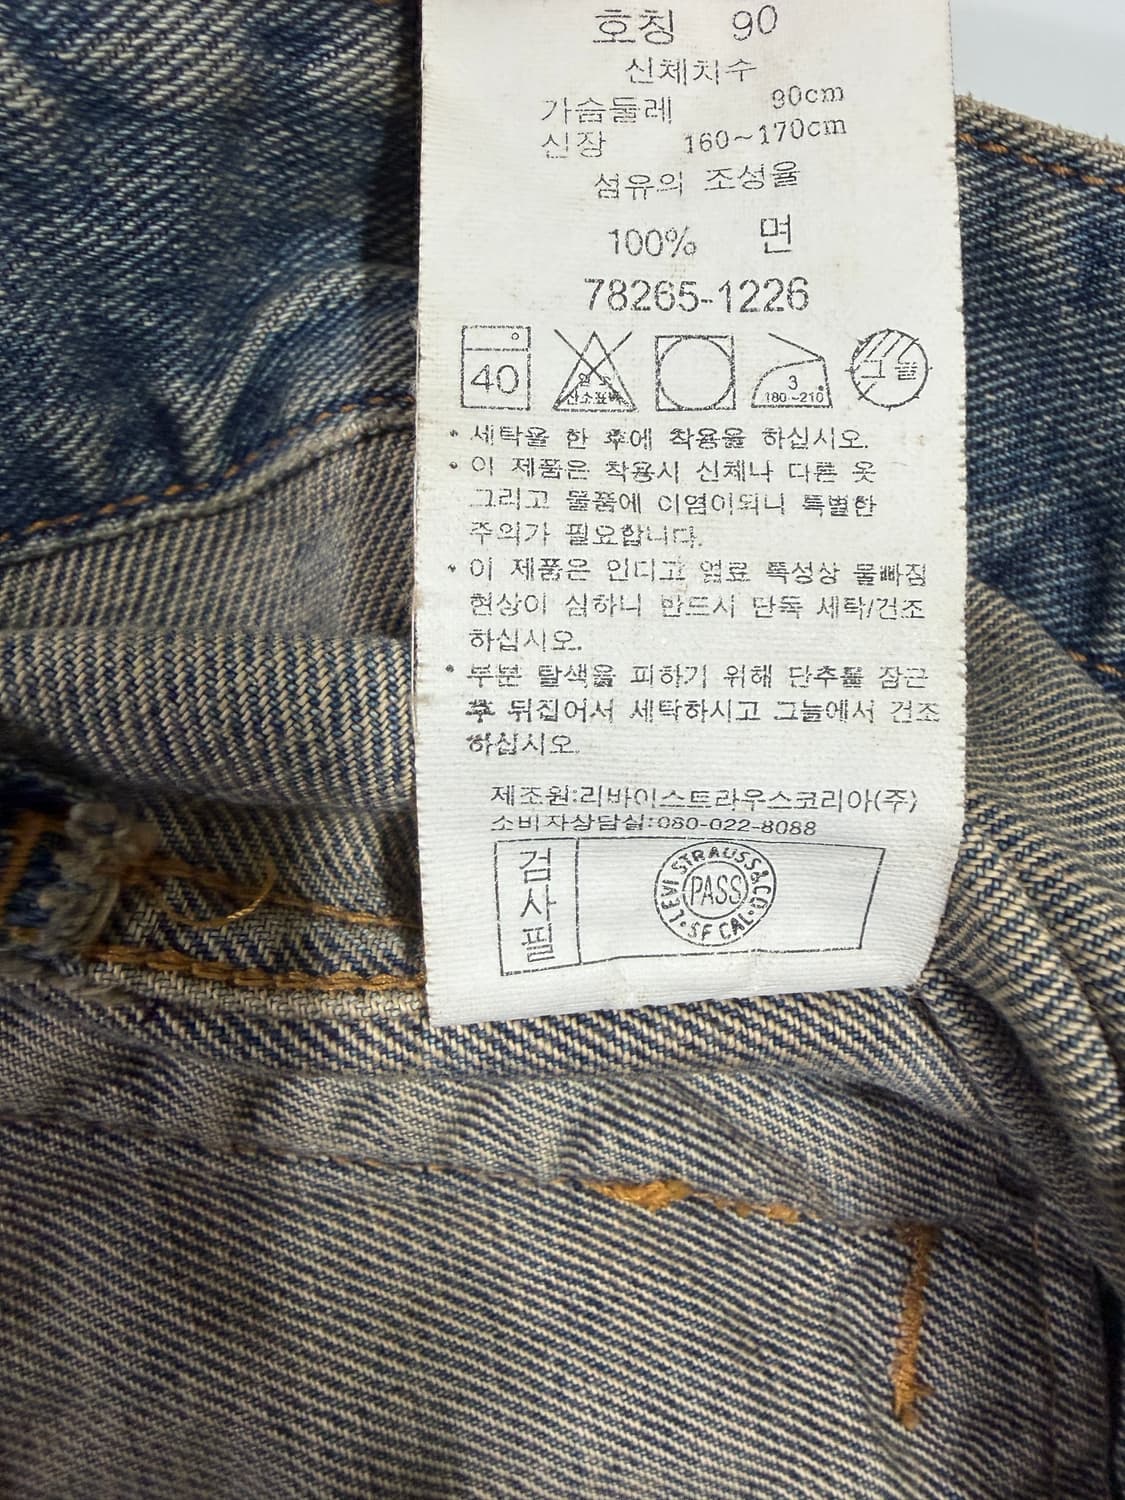 호칭 90
신체치수
가슴둘레 90cm
신장 160~170cm
섬유의 조성율
100% 면
78265-1226
40
염소
산소표백
3
180~210°
그늘
• 세탁을 한 후에 착용을 하십시오.
• 이 제품은 착용시 신체나 다른 옷
그리고 물품에 이염이되니 특별한
주의가 필요합니다.
• 이 제품은 인디고 염료 특성상 물빠짐
현상이 심하니 반드시 단독 세탁/건조
하십시오.
• 부분 탈색을 피하기 위해 단추를 잠근
후 뒤집어서 세탁하시고 그늘에서 건조
하십시오.
제조원:리바이스트라우스코리아(주)
소비자상담실:080-022-8088
검사필
LEVI STRAUSS & CO
PASS
SF CAL